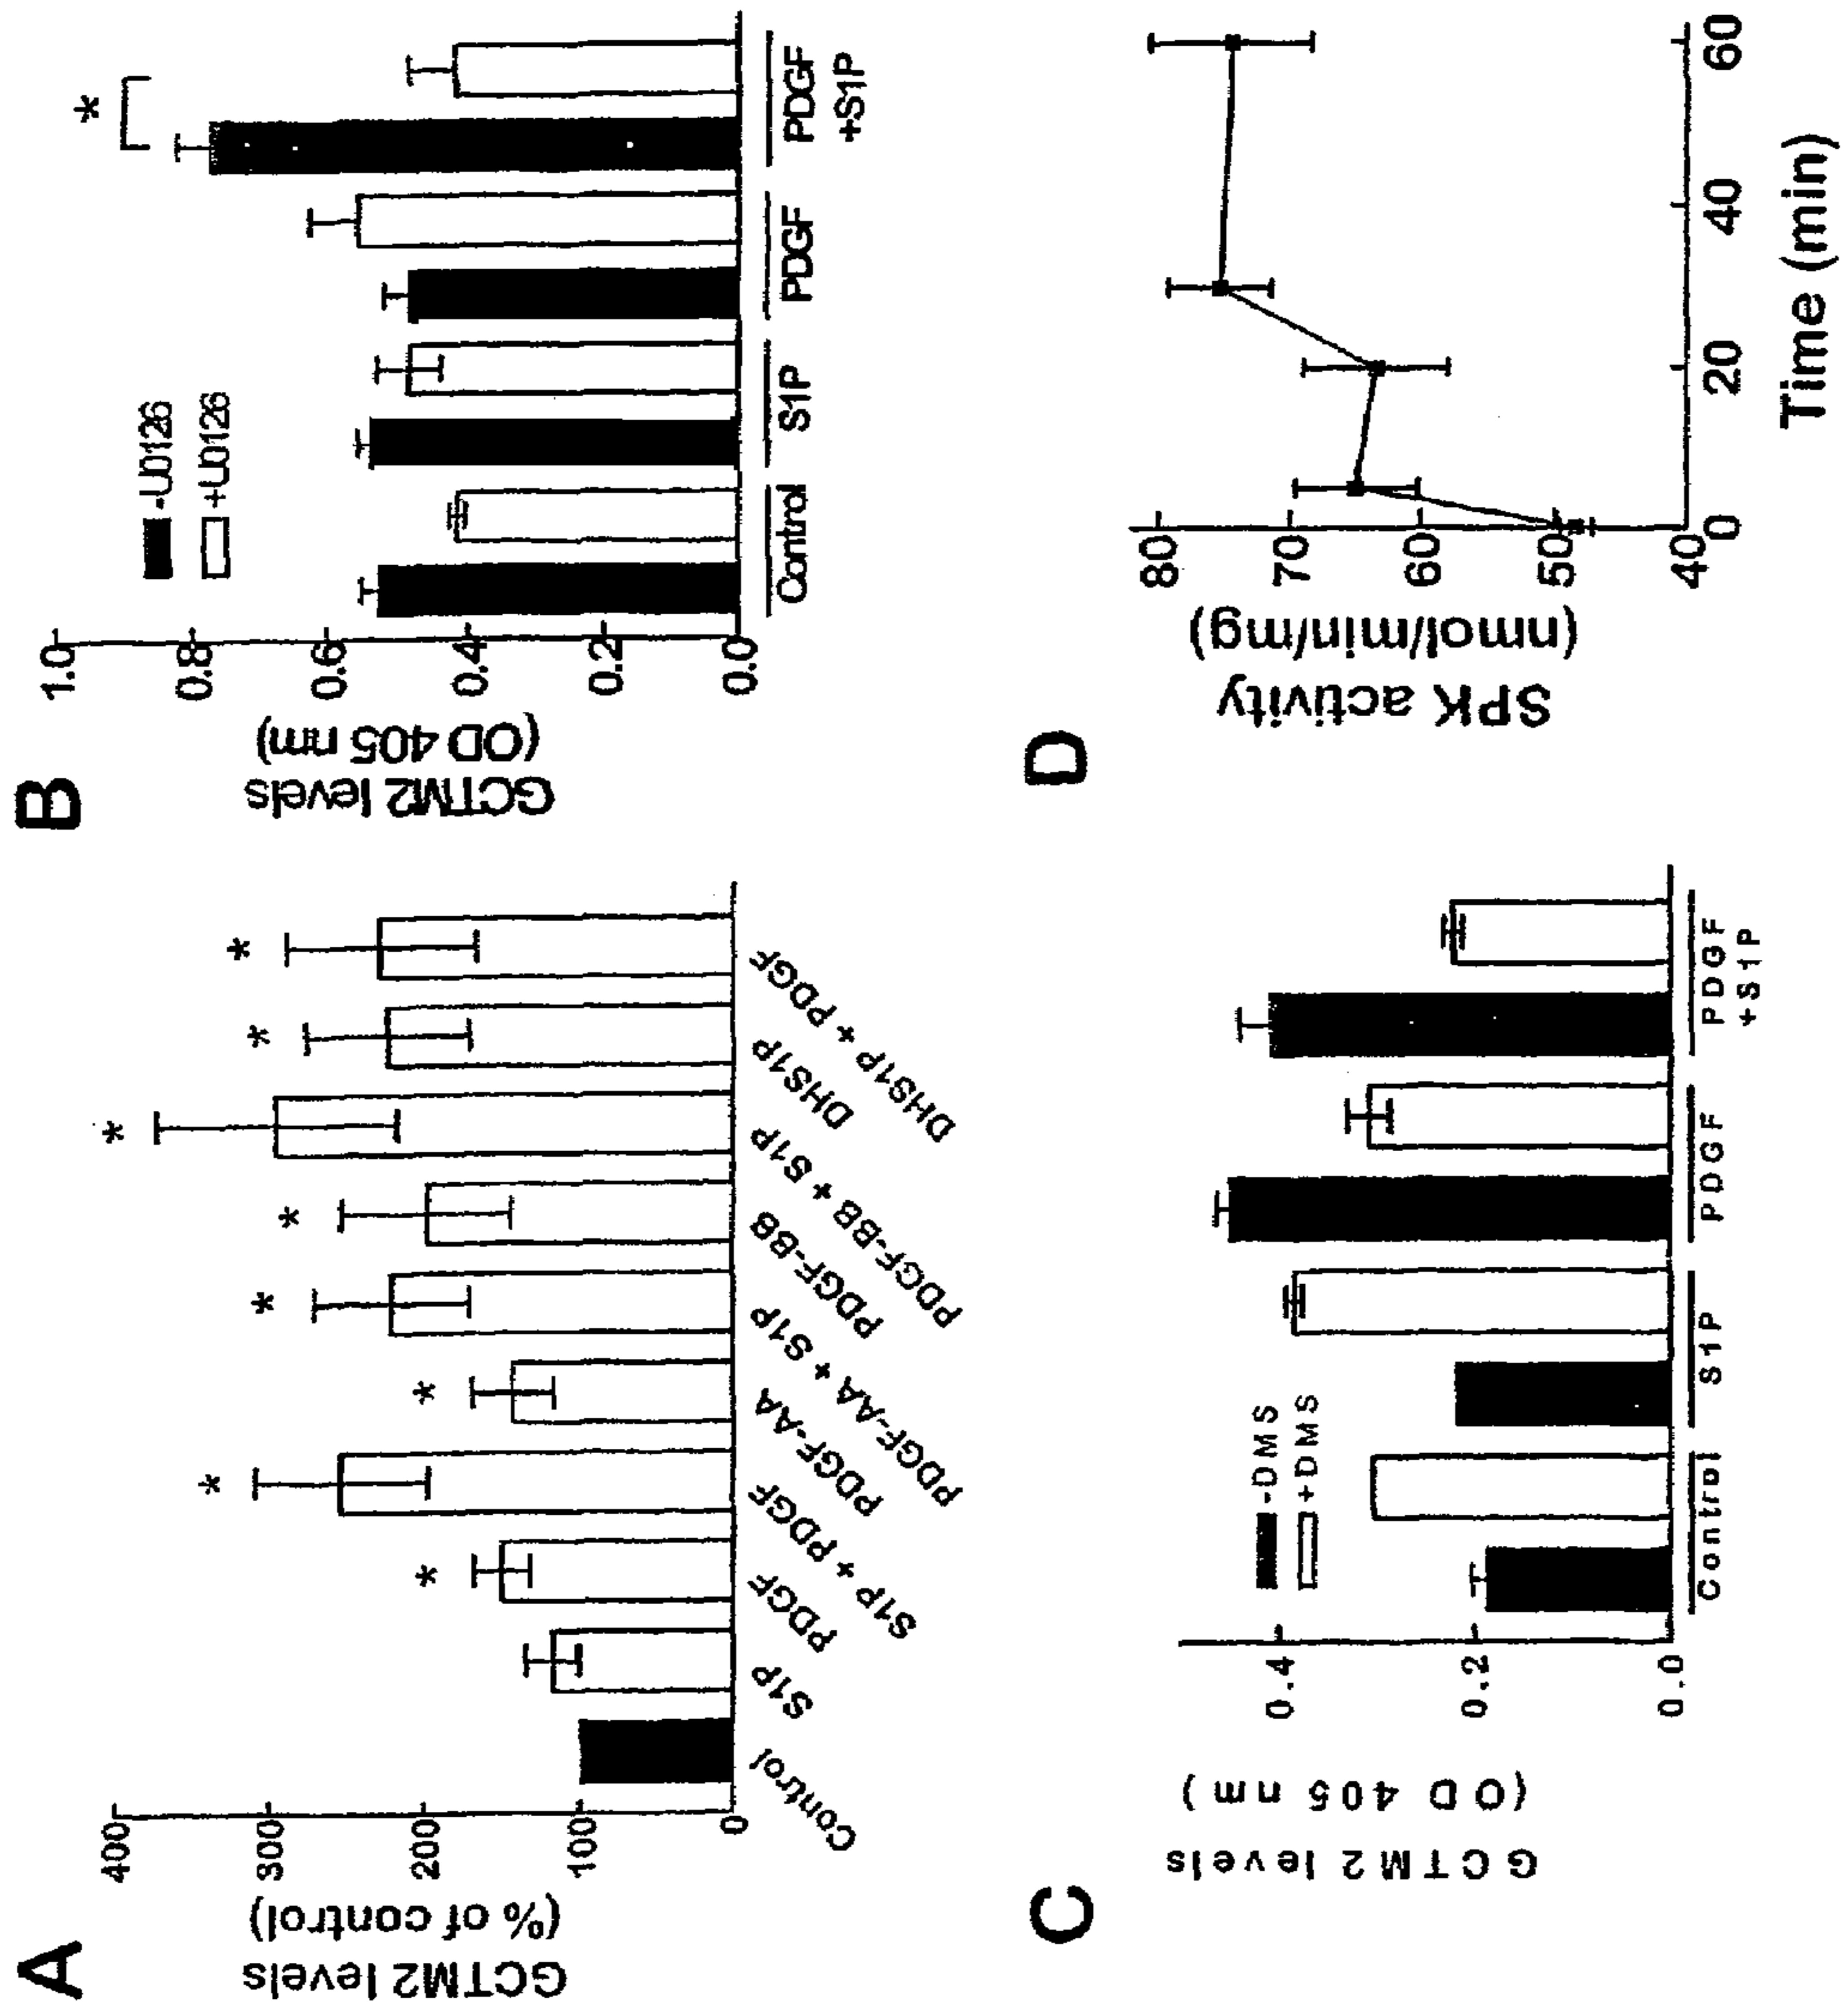 A
GCTM2 levels
(% of control)
400
300
200
100
0
Control
S1P
PDGF
S1P + PDGF
PDGF-AA
PDGF-AA + S1P
PDGF-BB
PDGF-BB + S1P
DHS1P
DHS1P + PDGF
*
*
*
*
*
*
*
*
B
GCTM2 levels
(OD 405 nm)
1.0
0.8
0.6
0.4
0.2
0.0
-U0126
+U0126
*
Control
S1P
PDGF
PDGF
+S1P
C
GCTM2 levels
(OD 405 nm)
0.4
0.2
0.0
-DMS
+DMS
Control
S1P
PDGF
PDGF
+S1P
D
SPK activity
(nmol/min/mg)
80
70
60
50
40
0
20
40
60
Time (min)